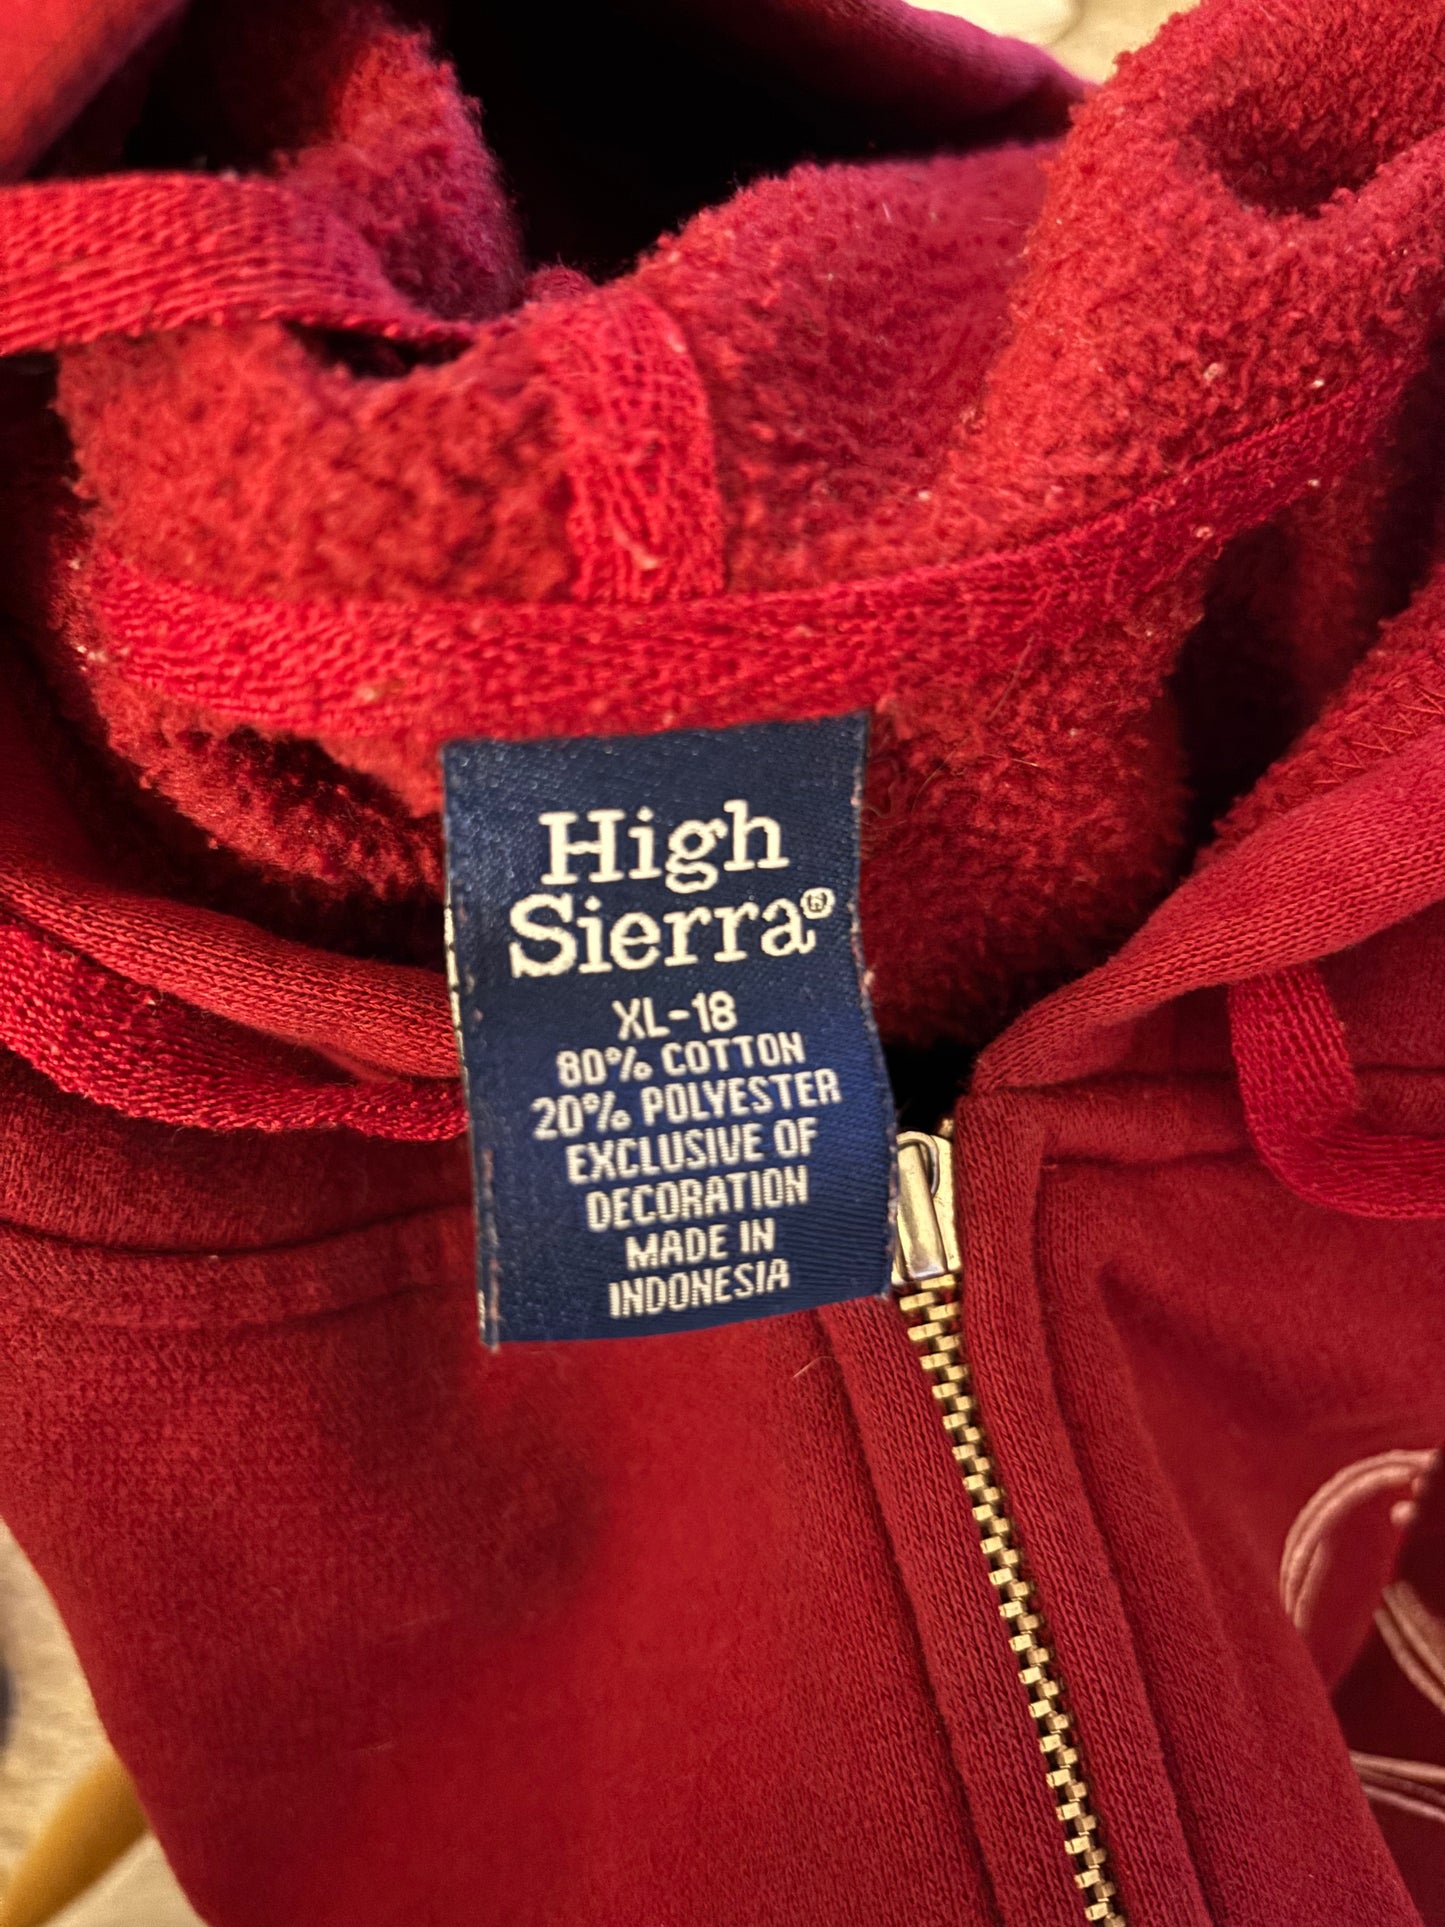 High
Sierra®
XL-18
80% COTTON
20% POLYESTER
EXCLUSIVE OF
DECORATION
MADE IN
INDONESIA